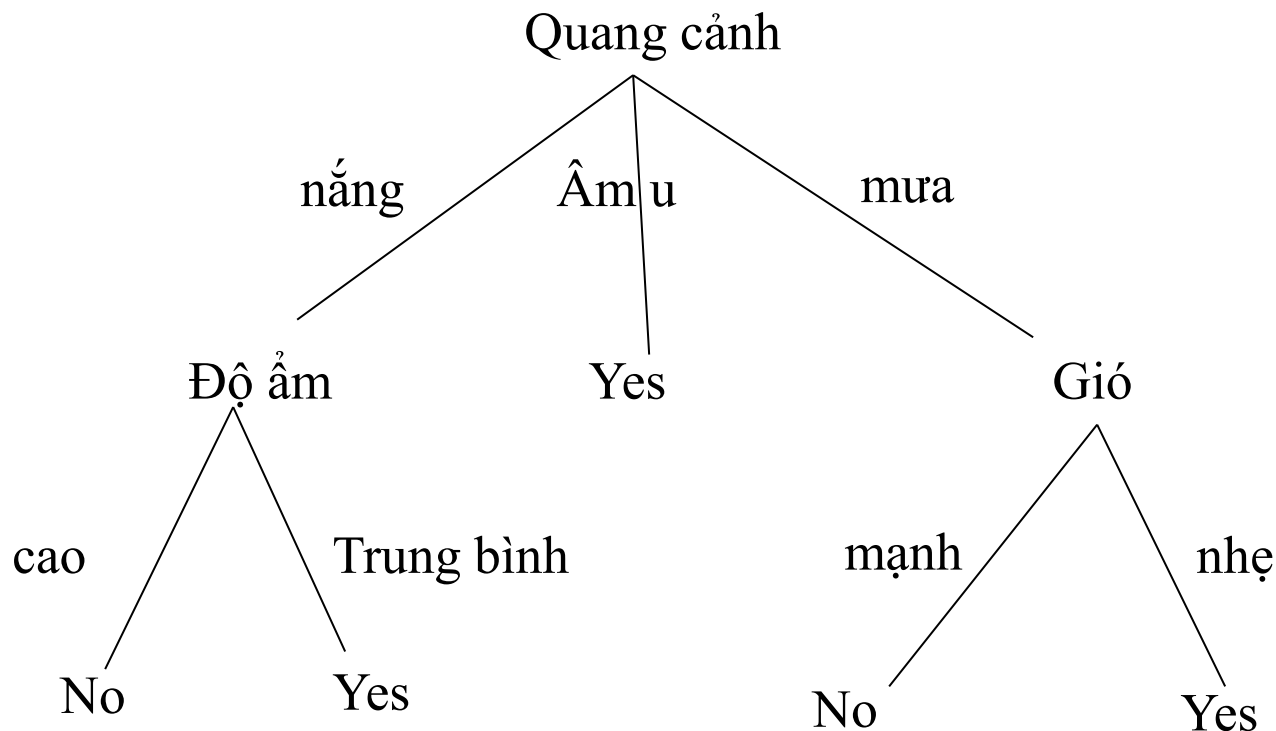 Quang cảnh
nắng
Âm u
mưa
Độ ẩm
Yes
Gió
cao
Trung bình
mạnh
nhẹ
No
Yes
No
Yes